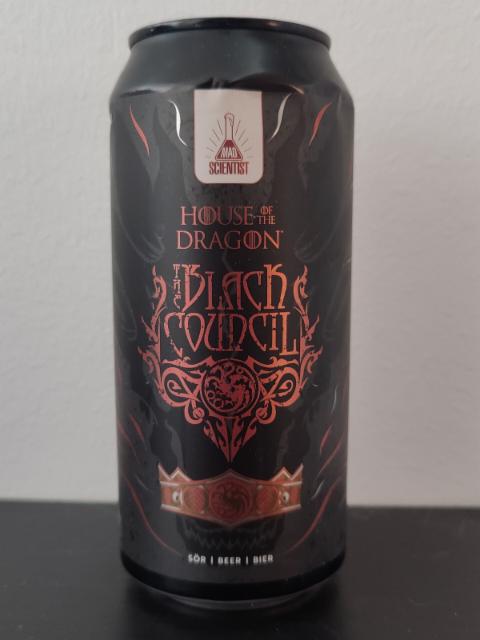 MAD
SCIENTIST
HOUSE OF THE
DRAGON
THE BLACK
COUNCIL
SÖR | BEER | BIER